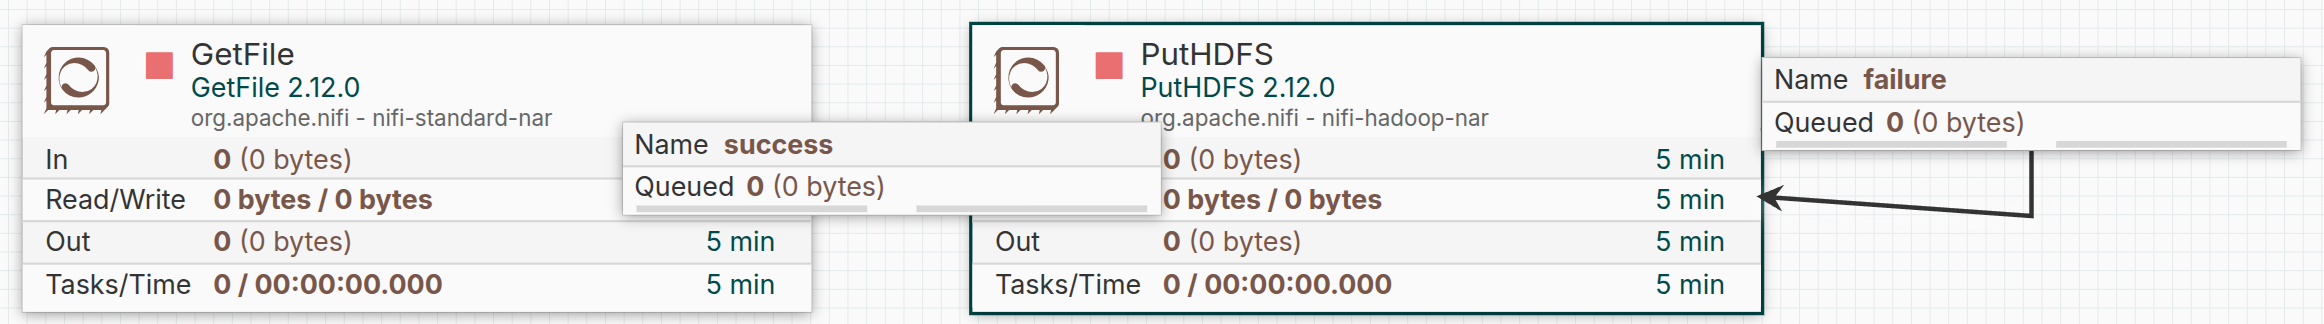 GetFile
GetFile 2.12.0
org.apache.nifi - nifi-standard-nar
In 0 (0 bytes)
Read/Write 0 bytes / 0 bytes
Out 0 (0 bytes) 5 min
Tasks/Time 0 / 00:00:00.000 5 min
Name success
Queued 0 (0 bytes)
PutHDFS
PutHDFS 2.12.0
org.apache.nifi - nifi-hadoop-nar
0 (0 bytes) 5 min
0 bytes / 0 bytes 5 min
Out 0 (0 bytes) 5 min
Tasks/Time 0 / 00:00:00.000 5 min
Name failure
Queued 0 (0 bytes)